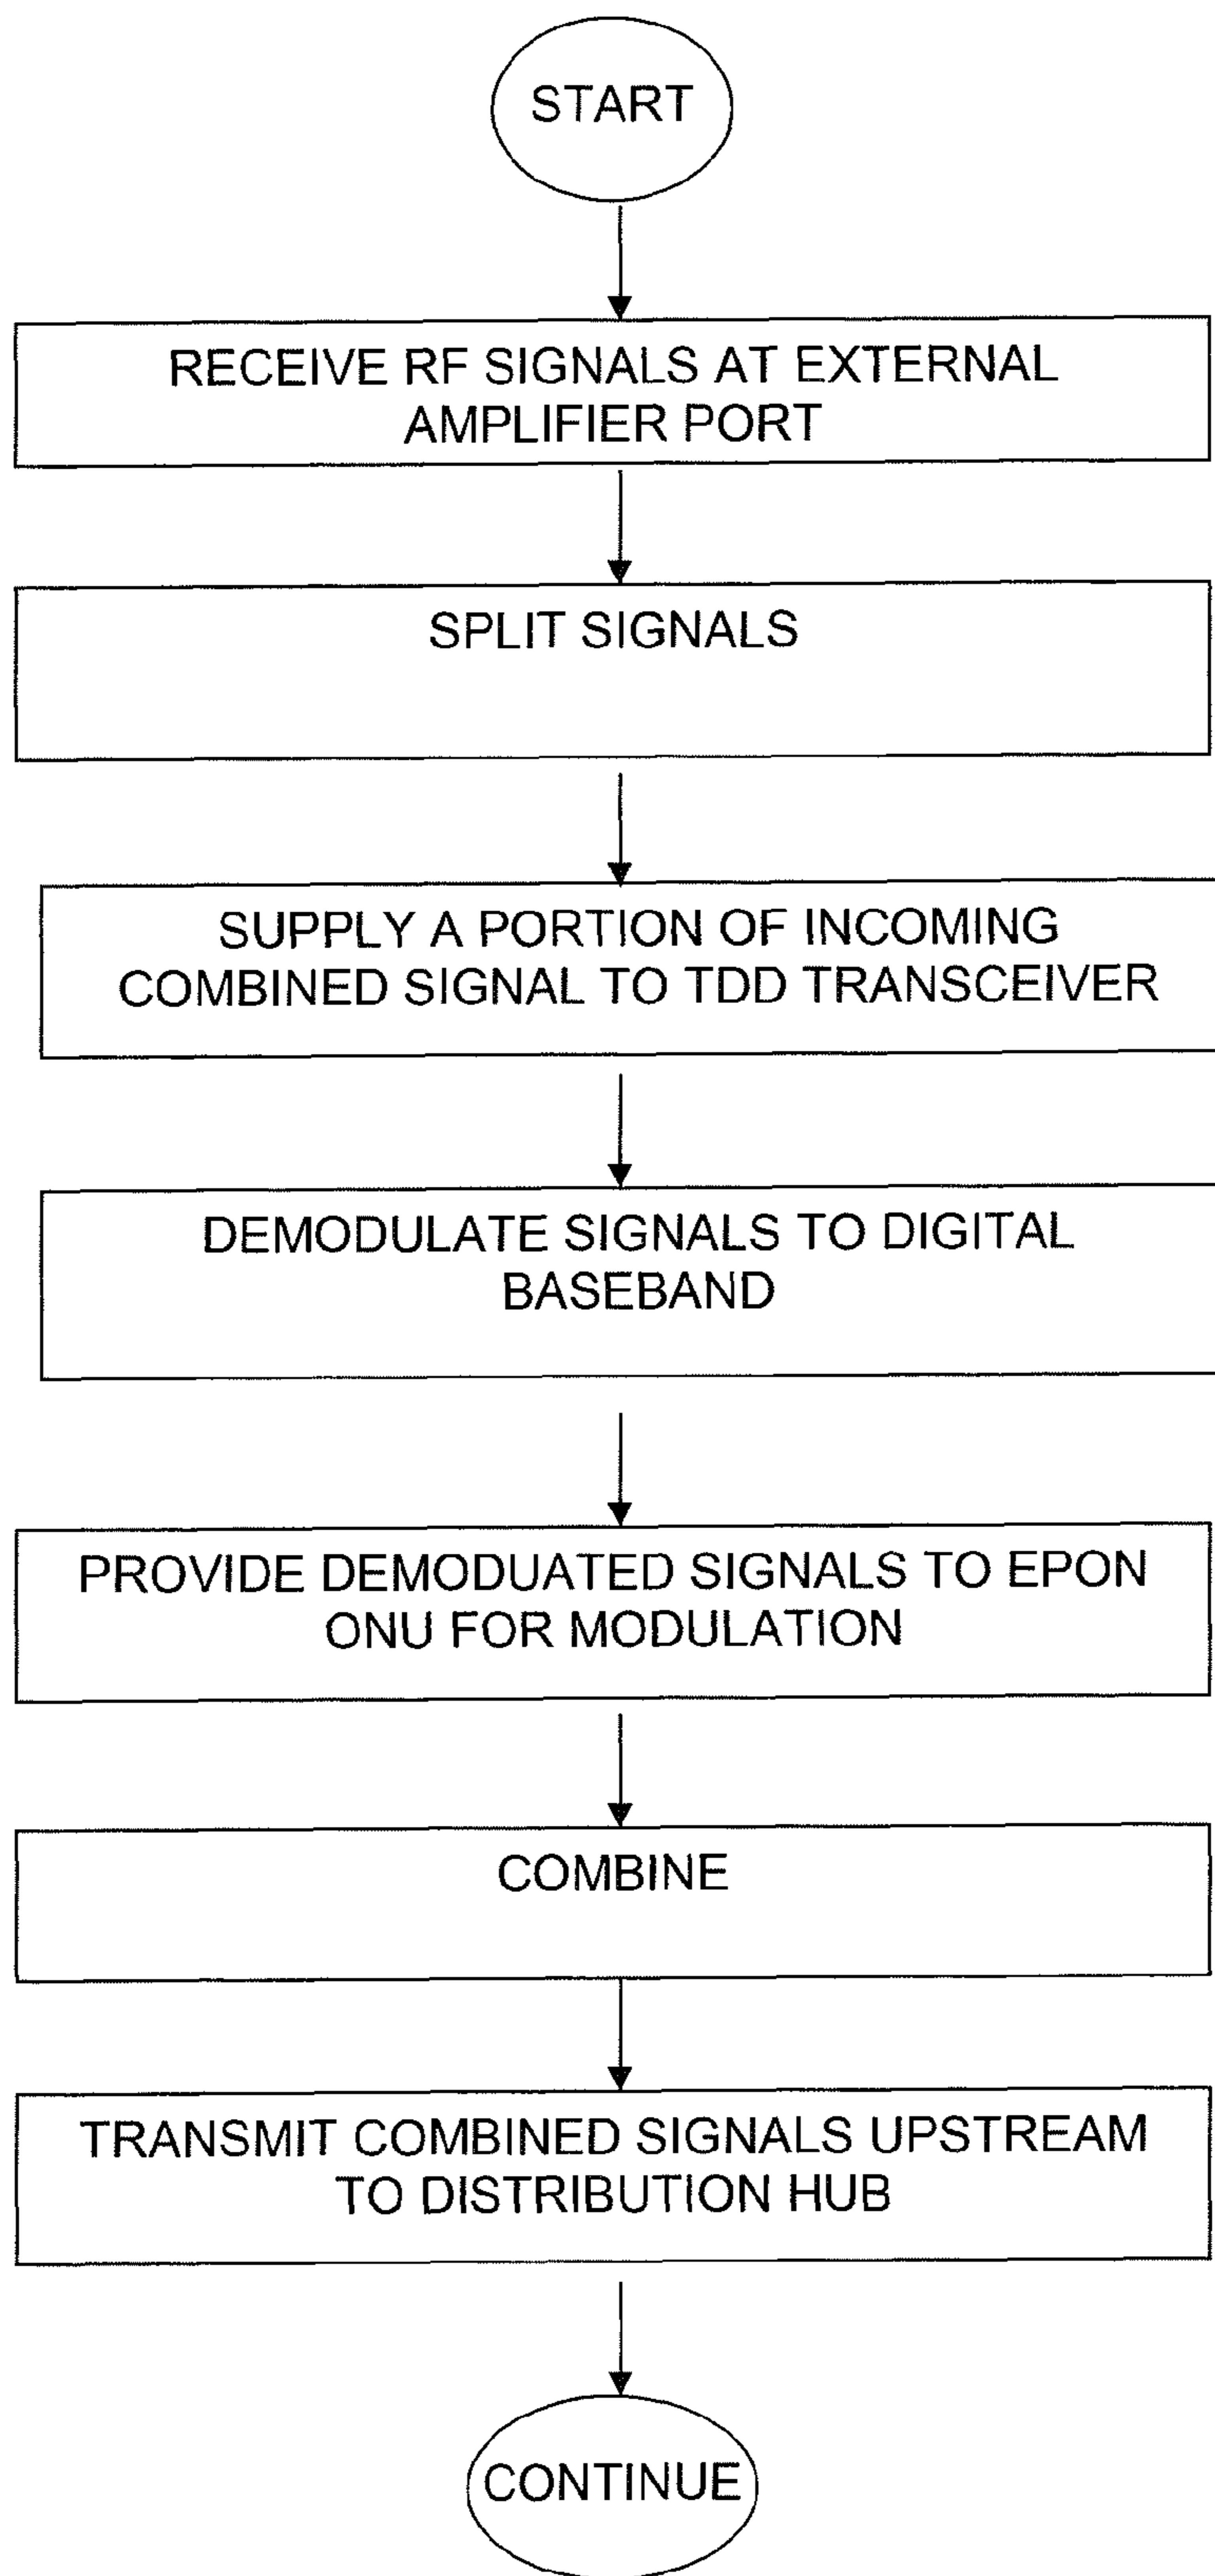 START
RECEIVE RF SIGNALS AT EXTERNAL
AMPLIFIER PORT
SPLIT SIGNALS
SUPPLY A PORTION OF INCOMING
COMBINED SIGNAL TO TDD TRANSCEIVER
DEMODULATE SIGNALS TO DIGITAL
BASEBAND
PROVIDE DEMODUATED SIGNALS TO EPON
ONU FOR MODULATION
COMBINE
TRANSMIT COMBINED SIGNALS UPSTREAM
TO DISTRIBUTION HUB
CONTINUE